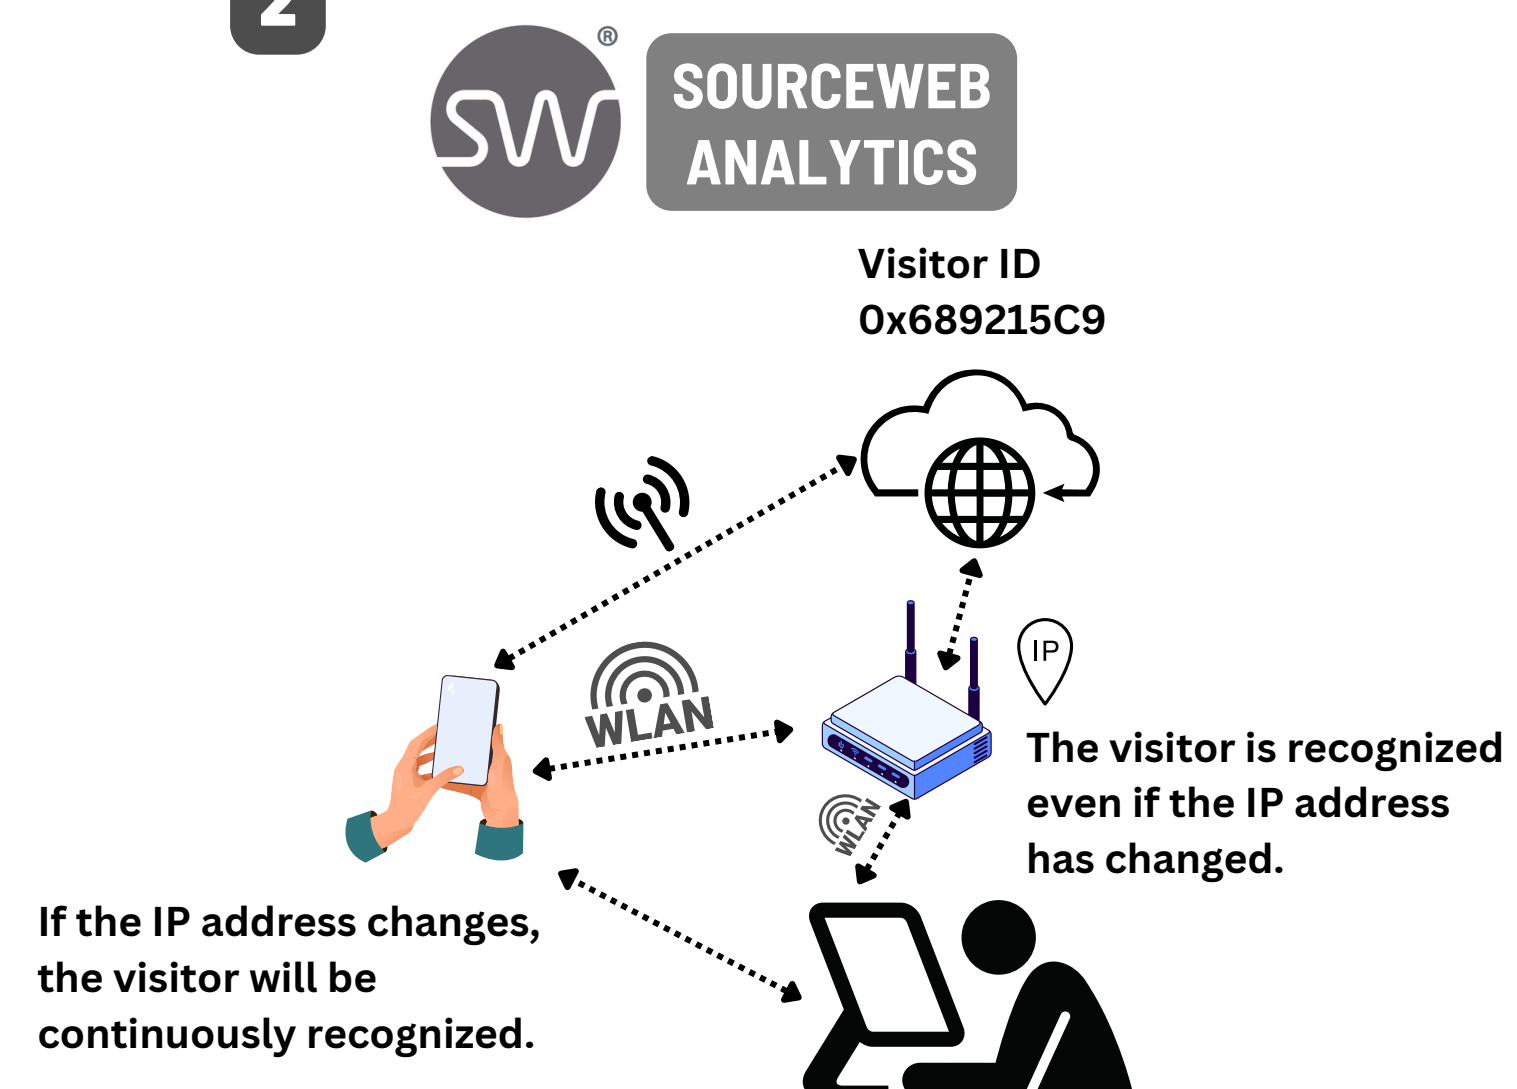 2
SW®
SOURCEWEB
ANALYTICS
Visitor ID
0x689215C9
IP
WLAN
The visitor is recognized
even if the IP address
has changed.
WLAN
If the IP address changes,
the visitor will be
continuously recognized.